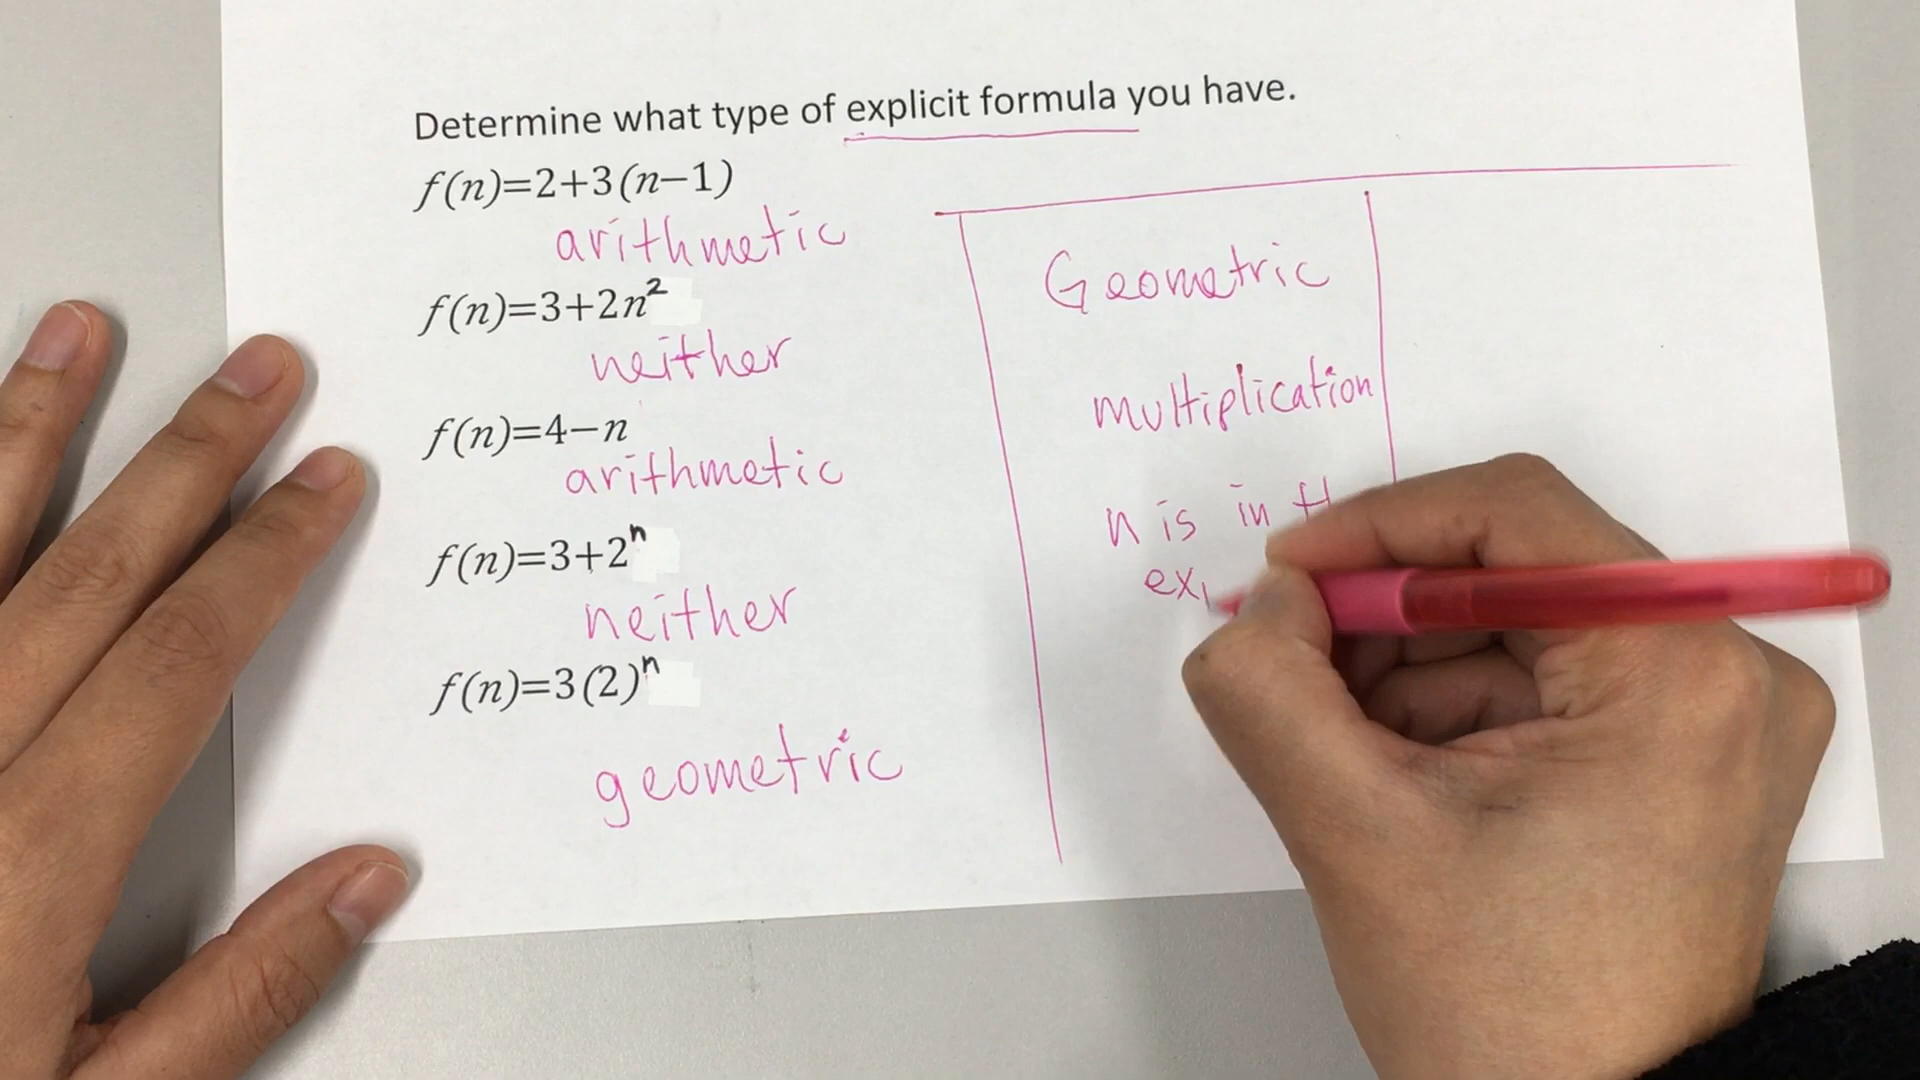 Determine what type of explicit formula you have.
f(n)=2+3(n−1)
arithmetic
f(n)=3+2n²
neither
f(n)=4−n
arithmetic
f(n)=3+2ⁿ
neither
f(n)=3(2)ⁿ
geometric
Geometric
multiplication
n is in